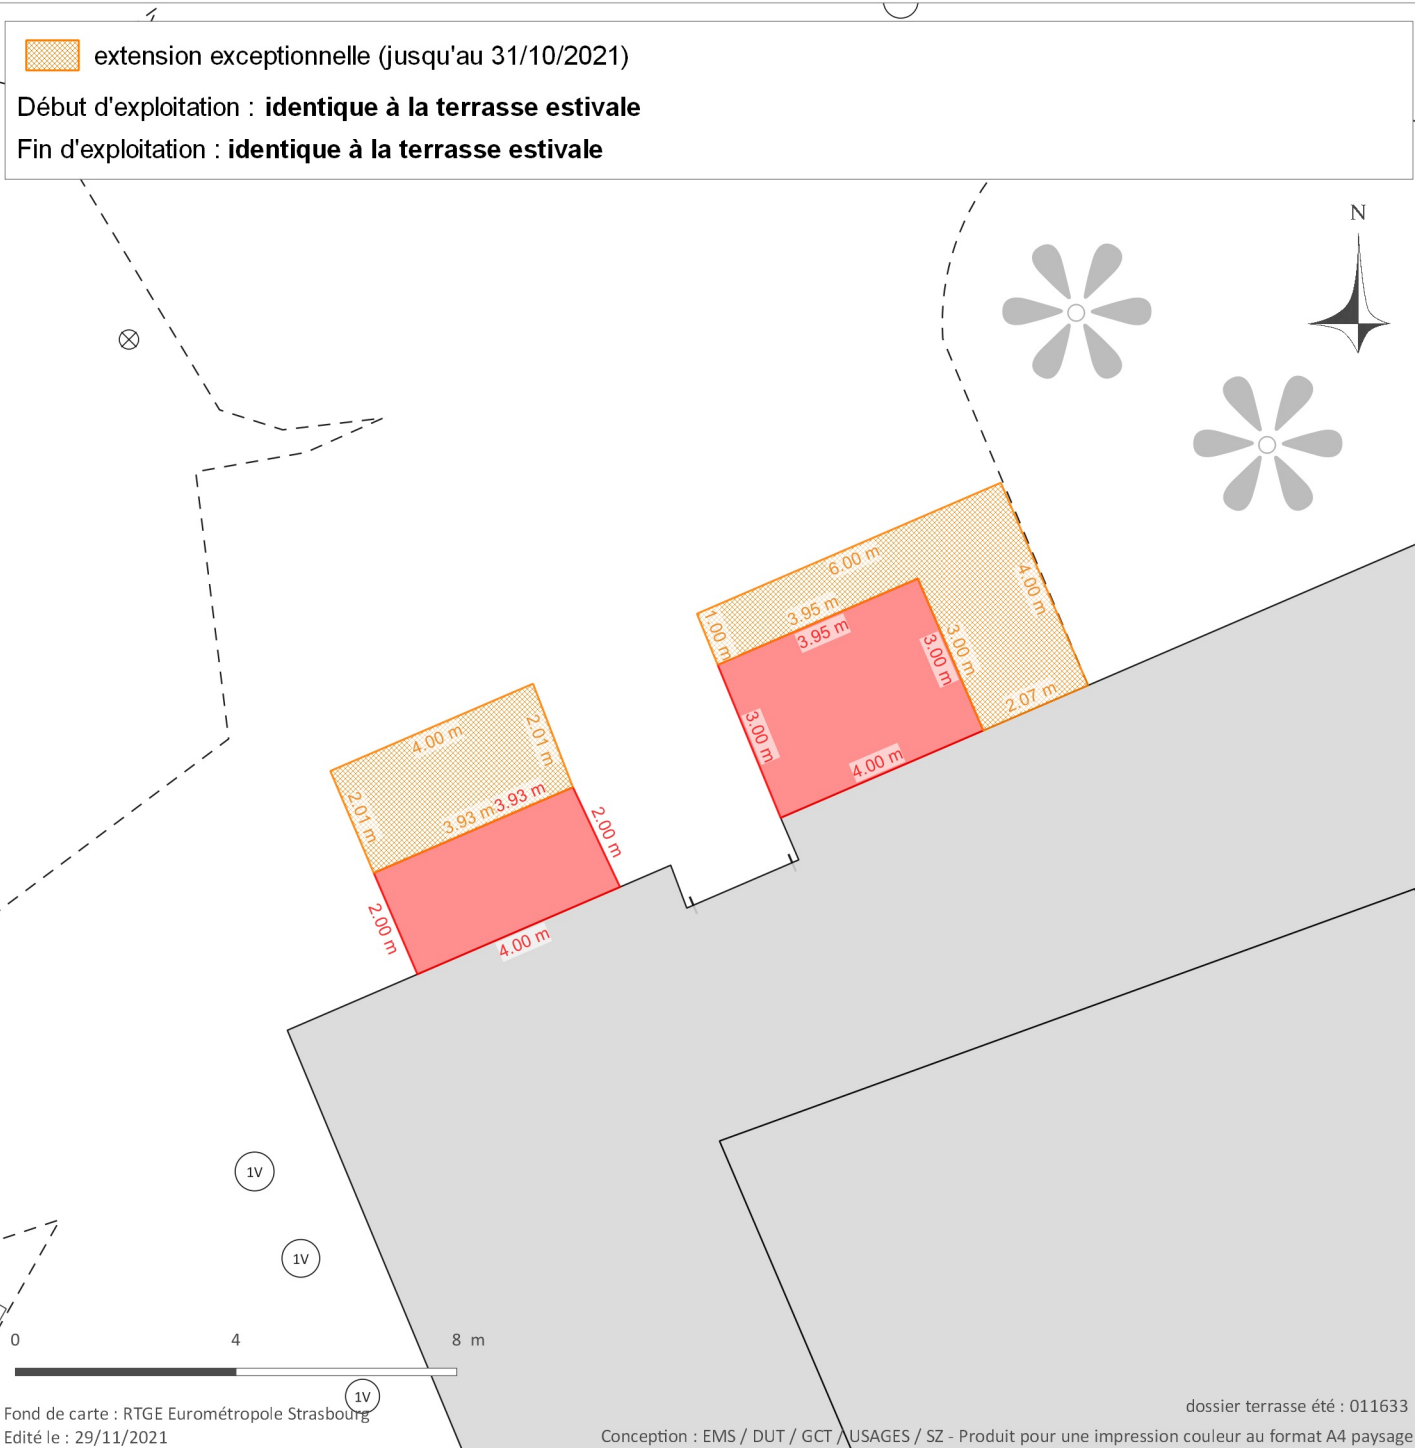 extension exceptionnelle (jusqu'au 31/10/2021)
Début d'exploitation : identique à la terrasse estivale
Fin d'exploitation : identique à la terrasse estivale
N
6.00 m
4.00 m
1.00 m
3.95 m
3.95 m
3.00 m
3.00 m
2.07 m
3.00 m
4.00 m
4.00 m
2.01 m
2.01 m
3.93 m
3.93 m
2.00 m
2.00 m
4.00 m
1V
1V
0 4 8 m
1V
Fond de carte : RTGE Eurométropole Strasbourg
Edité le : 29/11/2021
dossier terrasse été : 011633
Conception : EMS / DUT / GCT / USAGES / SZ - Produit pour une impression couleur au format A4 paysage